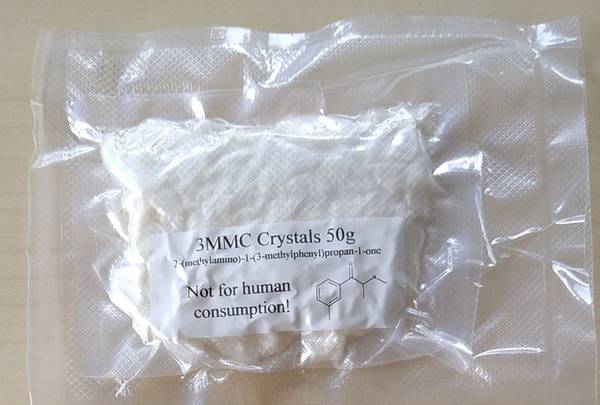 3MMC Crystals 50g
2-(methylamino)-1-(3-methylphenyl)propan-1-one
Not for human
consumption!
O
N